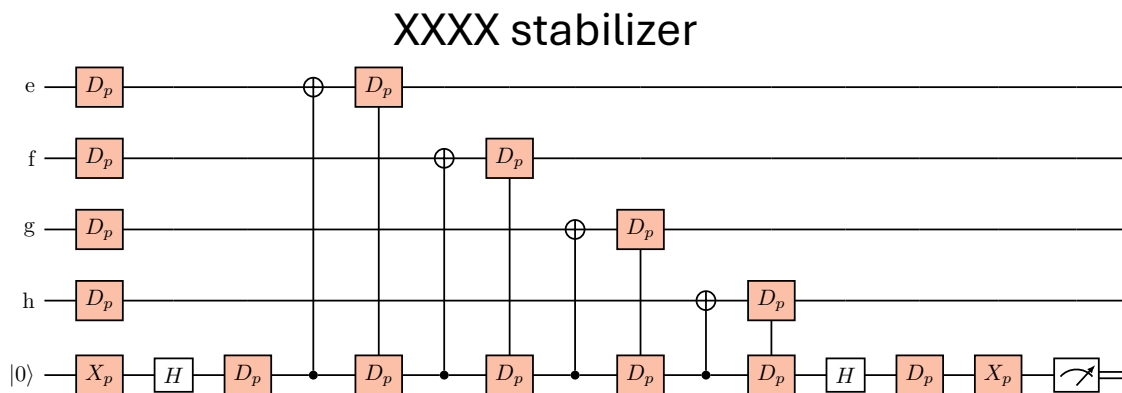 XXXX stabilizer
e D_p D_p
f D_p D_p
g D_p D_p
h D_p D_p
|0⟩ X_p H D_p D_p D_p D_p D_p H D_p X_p